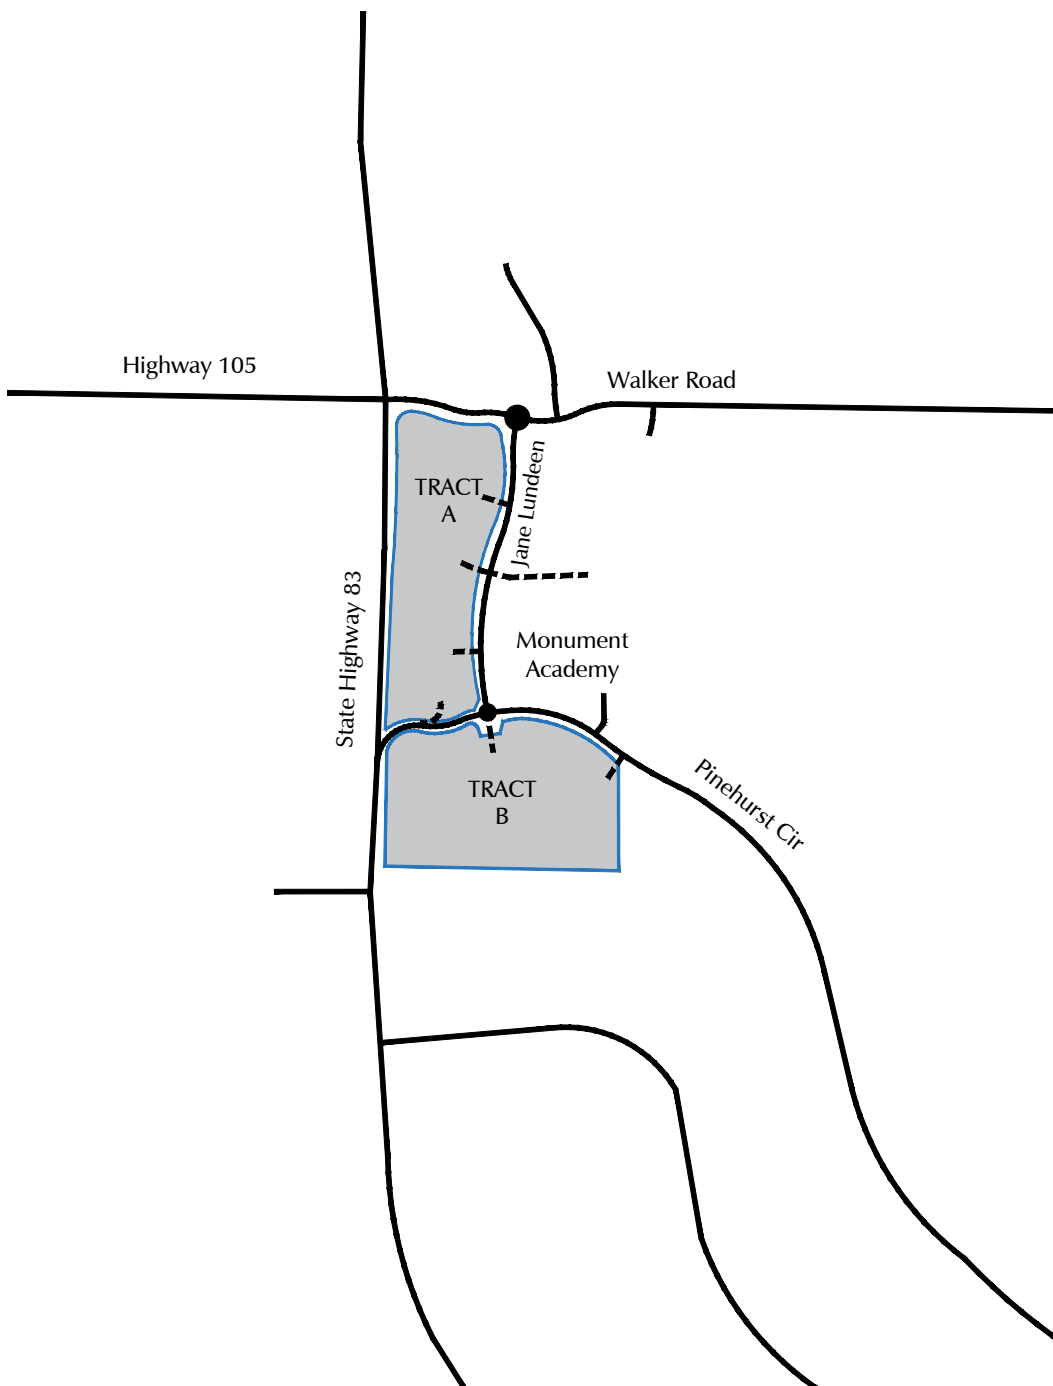 Highway 105
Walker Road
TRACT
A
Jane Lundeen
State Highway 83
Monument
Academy
TRACT
B
Pinehurst Cir